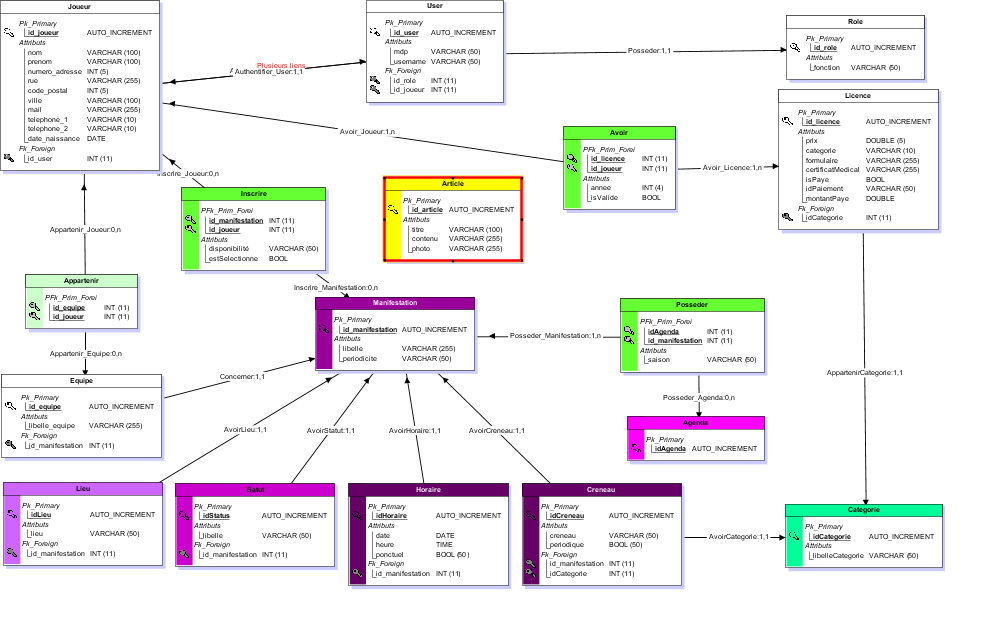 Joueur
Pk_Primary
id_joueur AUTO_INCREMENT
Attributs
nom VARCHAR (100)
prenom VARCHAR (100)
numero_adresse INT (5)
rue VARCHAR (255)
code_postal INT (5)
ville VARCHAR (100)
mail VARCHAR (255)
telephone_1 VARCHAR (10)
telephone_2 VARCHAR (10)
date_naissance DATE
Fk_Foreign
id_user INT (11)
User
Pk_Primary
id_user AUTO_INCREMENT
Attributs
mdp VARCHAR (50)
username VARCHAR (50)
Fk_Foreign
id_role INT (11)
id_joueur INT (11)
Plusieurs liens
Authentifier_User:1,1
Posseder:1,1
Role
Pk_Primary
id_role AUTO_INCREMENT
Attributs
fonction VARCHAR (50)
Licence
Pk_Primary
id_licence AUTO_INCREMENT
Attributs
prix DOUBLE (5)
categorie VARCHAR (10)
formulaire VARCHAR (255)
certificatMedical VARCHAR (255)
isPaye BOOL
idPaiement VARCHAR (50)
montantPaye DOUBLE
Fk_Foreign
idCategorie INT (11)
Avoir_Joueur:1,n
Avoir
PFk_Prim_Forei
id_licence INT (11)
id_joueur INT (11)
Attributs
annee INT (4)
isValide BOOL
Avoir_Licence:1,n
Inscrire_Joueur:0,n
Inscrire
PFk_Prim_Forei
id_manifestation INT (11)
id_joueur INT (11)
Attributs
disponibilité VARCHAR (50)
estSelectionne BOOL
Article
Pk_Primary
id_article AUTO_INCREMENT
Attributs
titre VARCHAR (100)
contenu VARCHAR (255)
photo VARCHAR (255)
Appartenir_Joueur:0,n
Appartenir
PFk_Prim_Forei
id_equipe INT (11)
id_joueur INT (11)
Appartenir_Equipe:0,n
Inscrire_Manifestation:0,n
Manifestation
Pk_Primary
id_manifestation AUTO_INCREMENT
Attributs
libelle VARCHAR (255)
periodicite VARCHAR (50)
Posseder_Manifestation:1,n
Posseder
PFk_Prim_Forei
idAgenda INT (11)
id_manifestation INT (11)
Attributs
saison VARCHAR (50)
Posseder_Agenda:0,n
Agenda
Pk_Primary
idAgenda AUTO_INCREMENT
AppartenirCategorie:1,1
Equipe
Pk_Primary
id_equipe AUTO_INCREMENT
Attributs
libelle_equipe VARCHAR (255)
Fk_Foreign
id_manifestation INT (11)
Concerner:1,1
AvoirLieu:1,1
AvoirStatut:1,1
AvoirHoraire:1,1
AvoirCreneau:1,1
Lieu
Pk_Primary
idLieu AUTO_INCREMENT
Attributs
lieu VARCHAR (50)
Fk_Foreign
id_manifestation INT (11)
Satut
Pk_Primary
idStatus AUTO_INCREMENT
Attributs
libelle VARCHAR (50)
Fk_Foreign
id_manifestation INT (11)
Horaire
Pk_Primary
idHoraire AUTO_INCREMENT
Attributs
date DATE
heure TIME
ponctuel BOOL (50)
Fk_Foreign
id_manifestation INT (11)
Creneau
Pk_Primary
idCreneau AUTO_INCREMENT
Attributs
creneau VARCHAR (50)
periodique BOOL (50)
Fk_Foreign
id_manifestation INT (11)
idCategorie INT (11)
AvoirCategorie:1,1
Categorie
Pk_Primary
idCategorie AUTO_INCREMENT
Attributs
libelleCategorie VARCHAR (50)